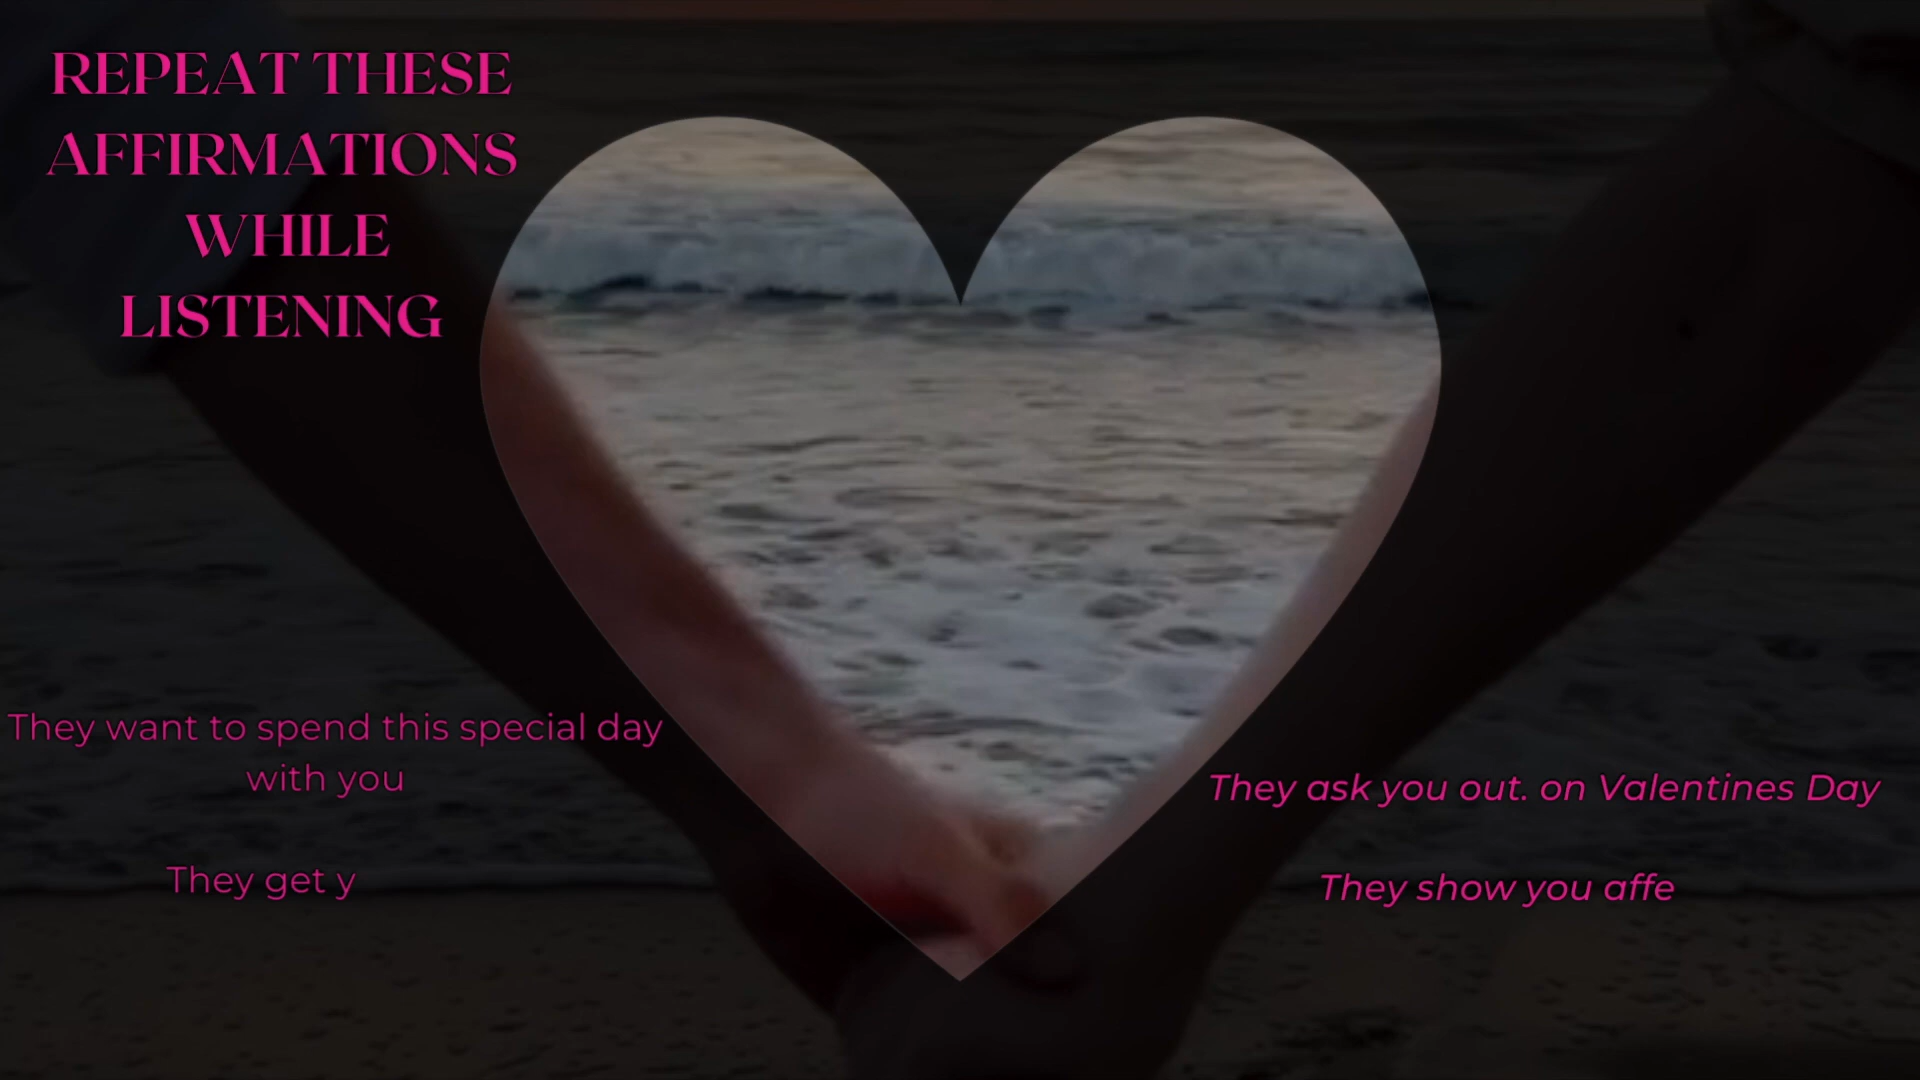 REPEAT THESE
AFFIRMATIONS
WHILE
LISTENING
They want to spend this special day
with you
They get y
They ask you out. on Valentines Day
They show you affe